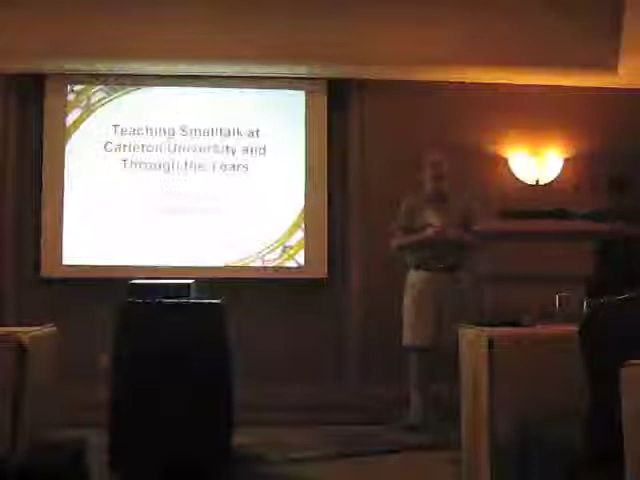 Teaching Smalltalk at
Carleton University and
Through the Years